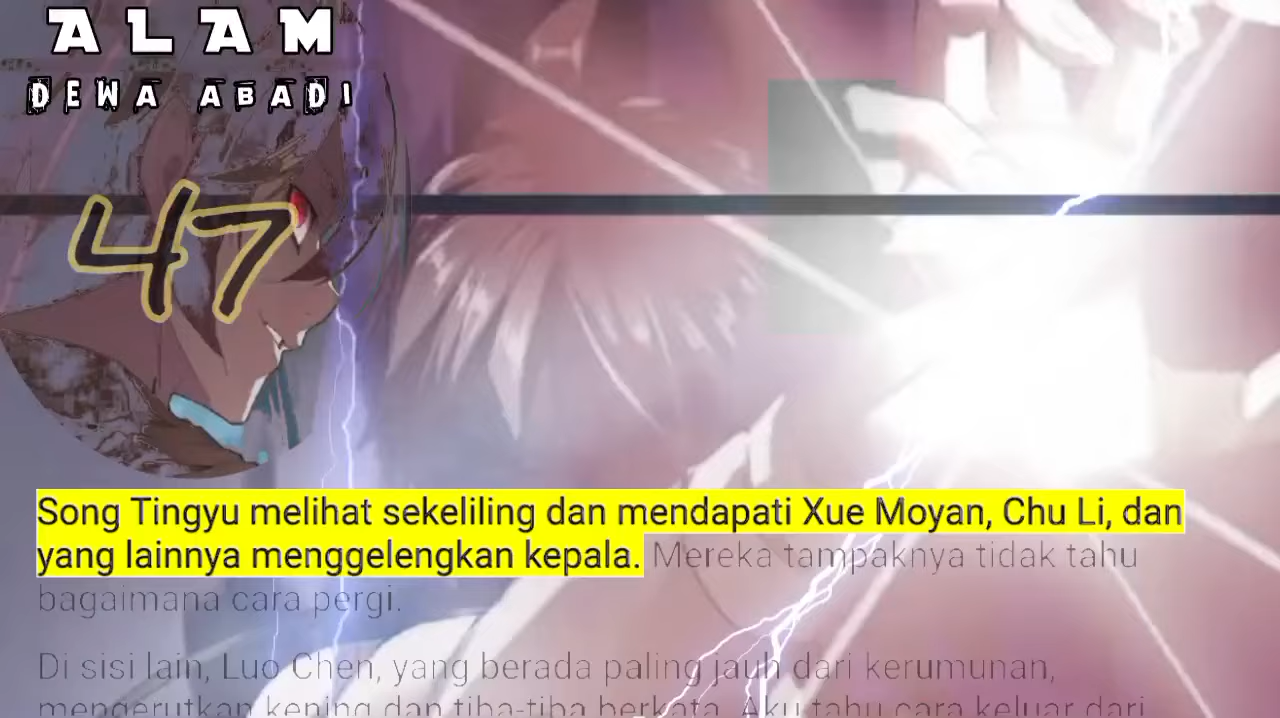 ALAM
DEWA ABADI
47
Song Tingyu melihat sekeliling dan mendapati Xue Moyan, Chu Li, dan
yang lainnya menggelengkan kepala. Mereka tampaknya tidak tahu
bagaimana cara pergi.
Di sisi lain, Luo Chen, yang berada paling jauh dari kerumunan,
mengerutkan kening dan tiba-tiba berkata, Aku tahu cara keluar dari